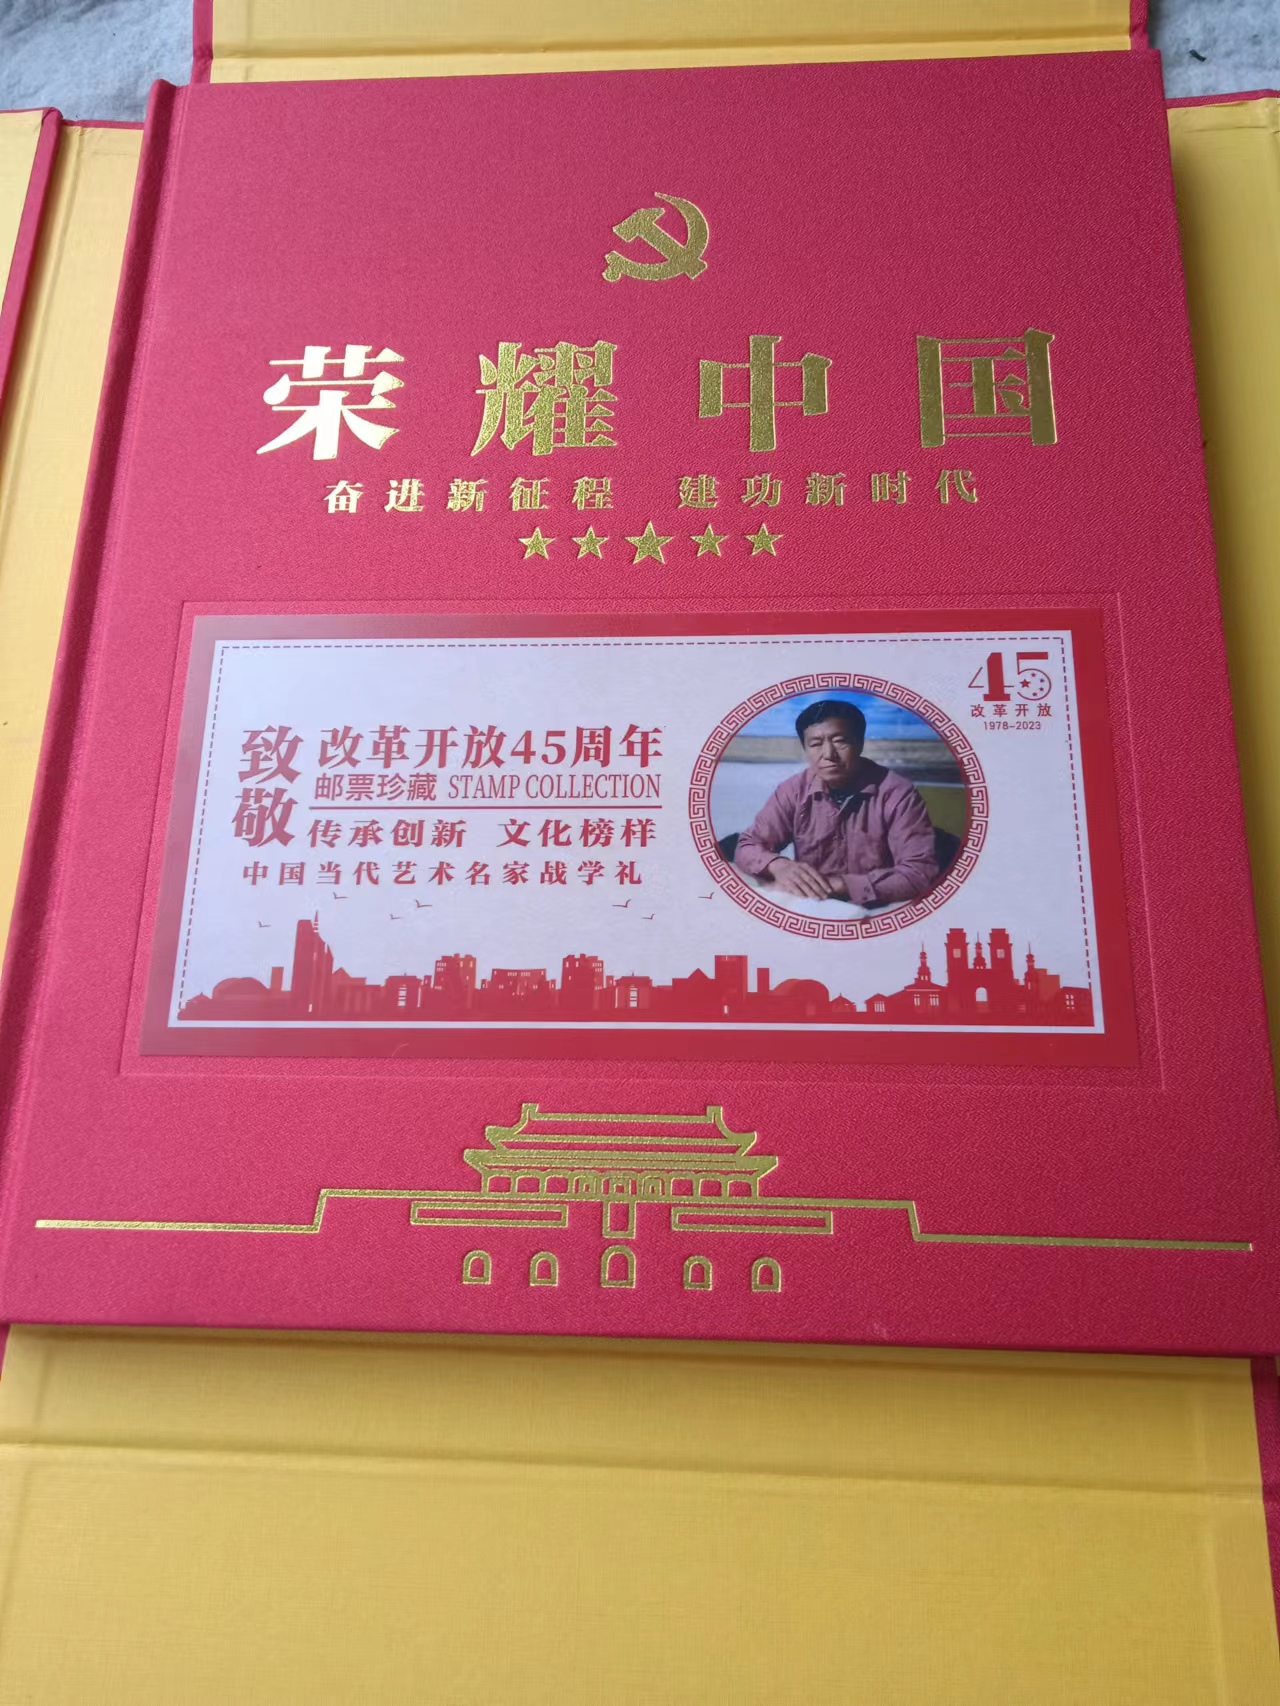 荣耀中国
奋进新征程 建功新时代
45
改革开放
1978-2023
致敬
改革开放45周年
邮票珍藏 STAMP COLLECTION
传承创新 文化榜样
中国当代艺术名家战学礼